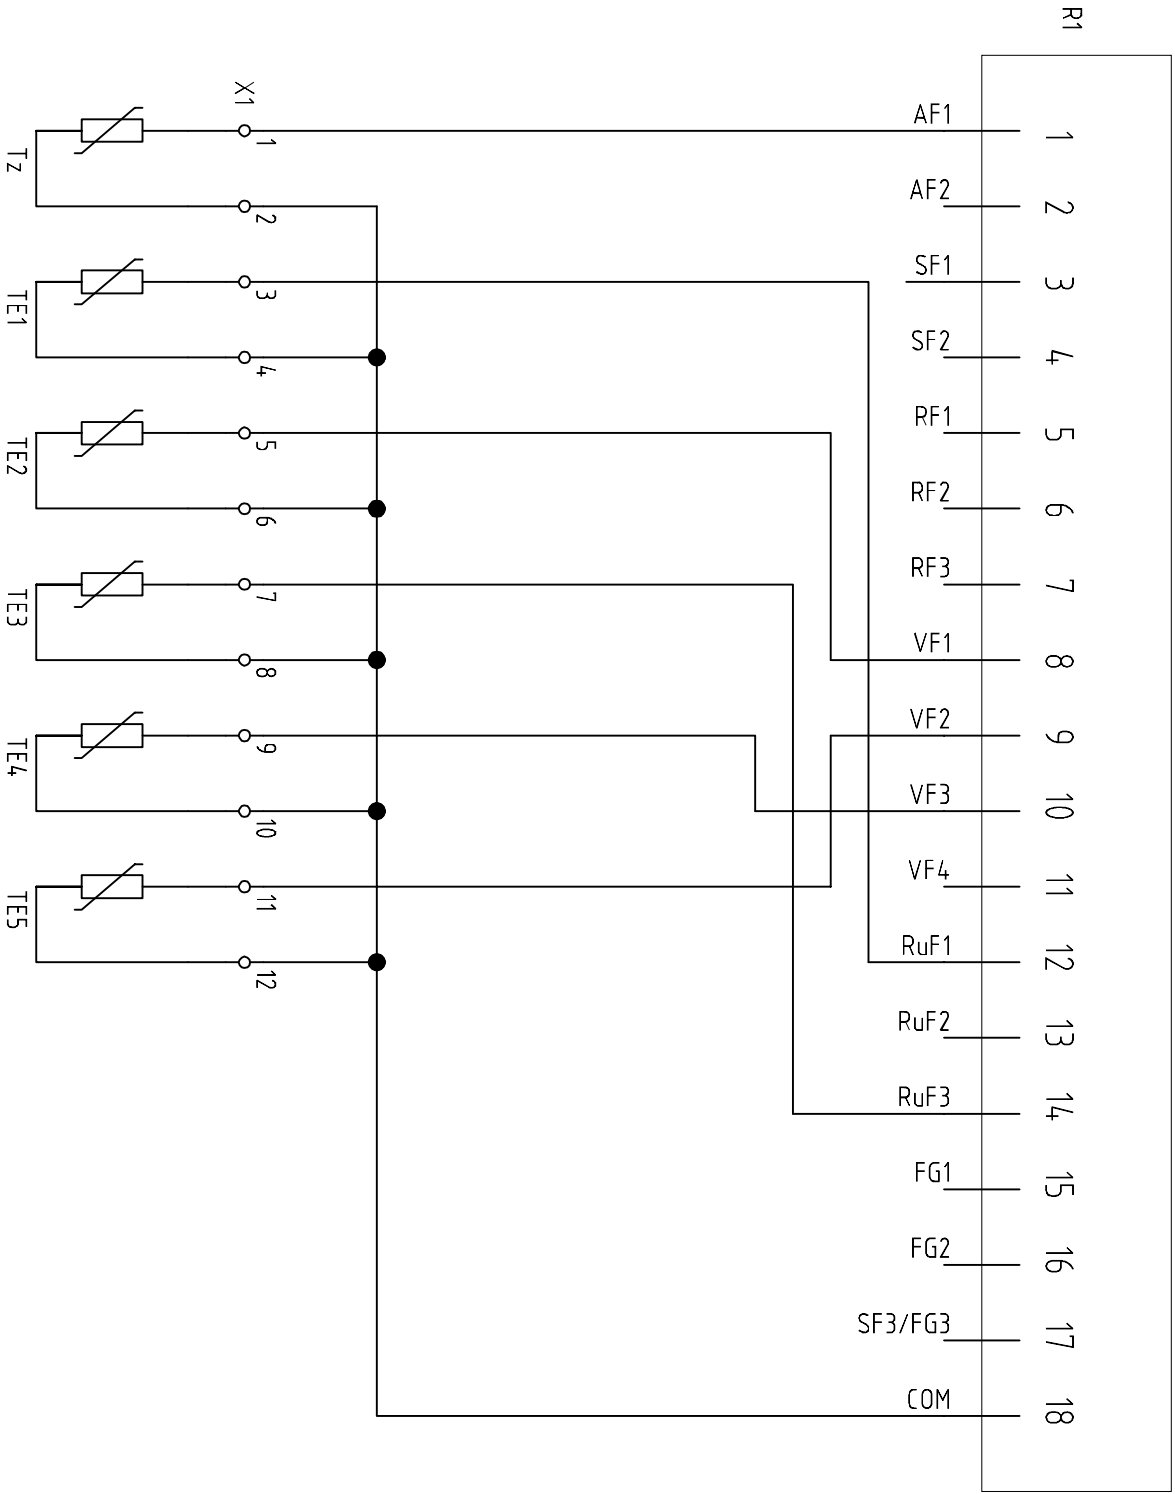 R1
X1
AF1
1
1
Tz
AF2
2
2
SF1
3
3
TE1
SF2
4
4
RF1
5
5
TE2
RF2
6
6
RF3
7
7
TE3
VF1
8
8
VF2
9
9
TE4
VF3
10
10
VF4
11
11
TE5
RuF1
12
12
RuF2
13
RuF3
14
FG1
15
FG2
16
SF3/FG3
17
COM
18